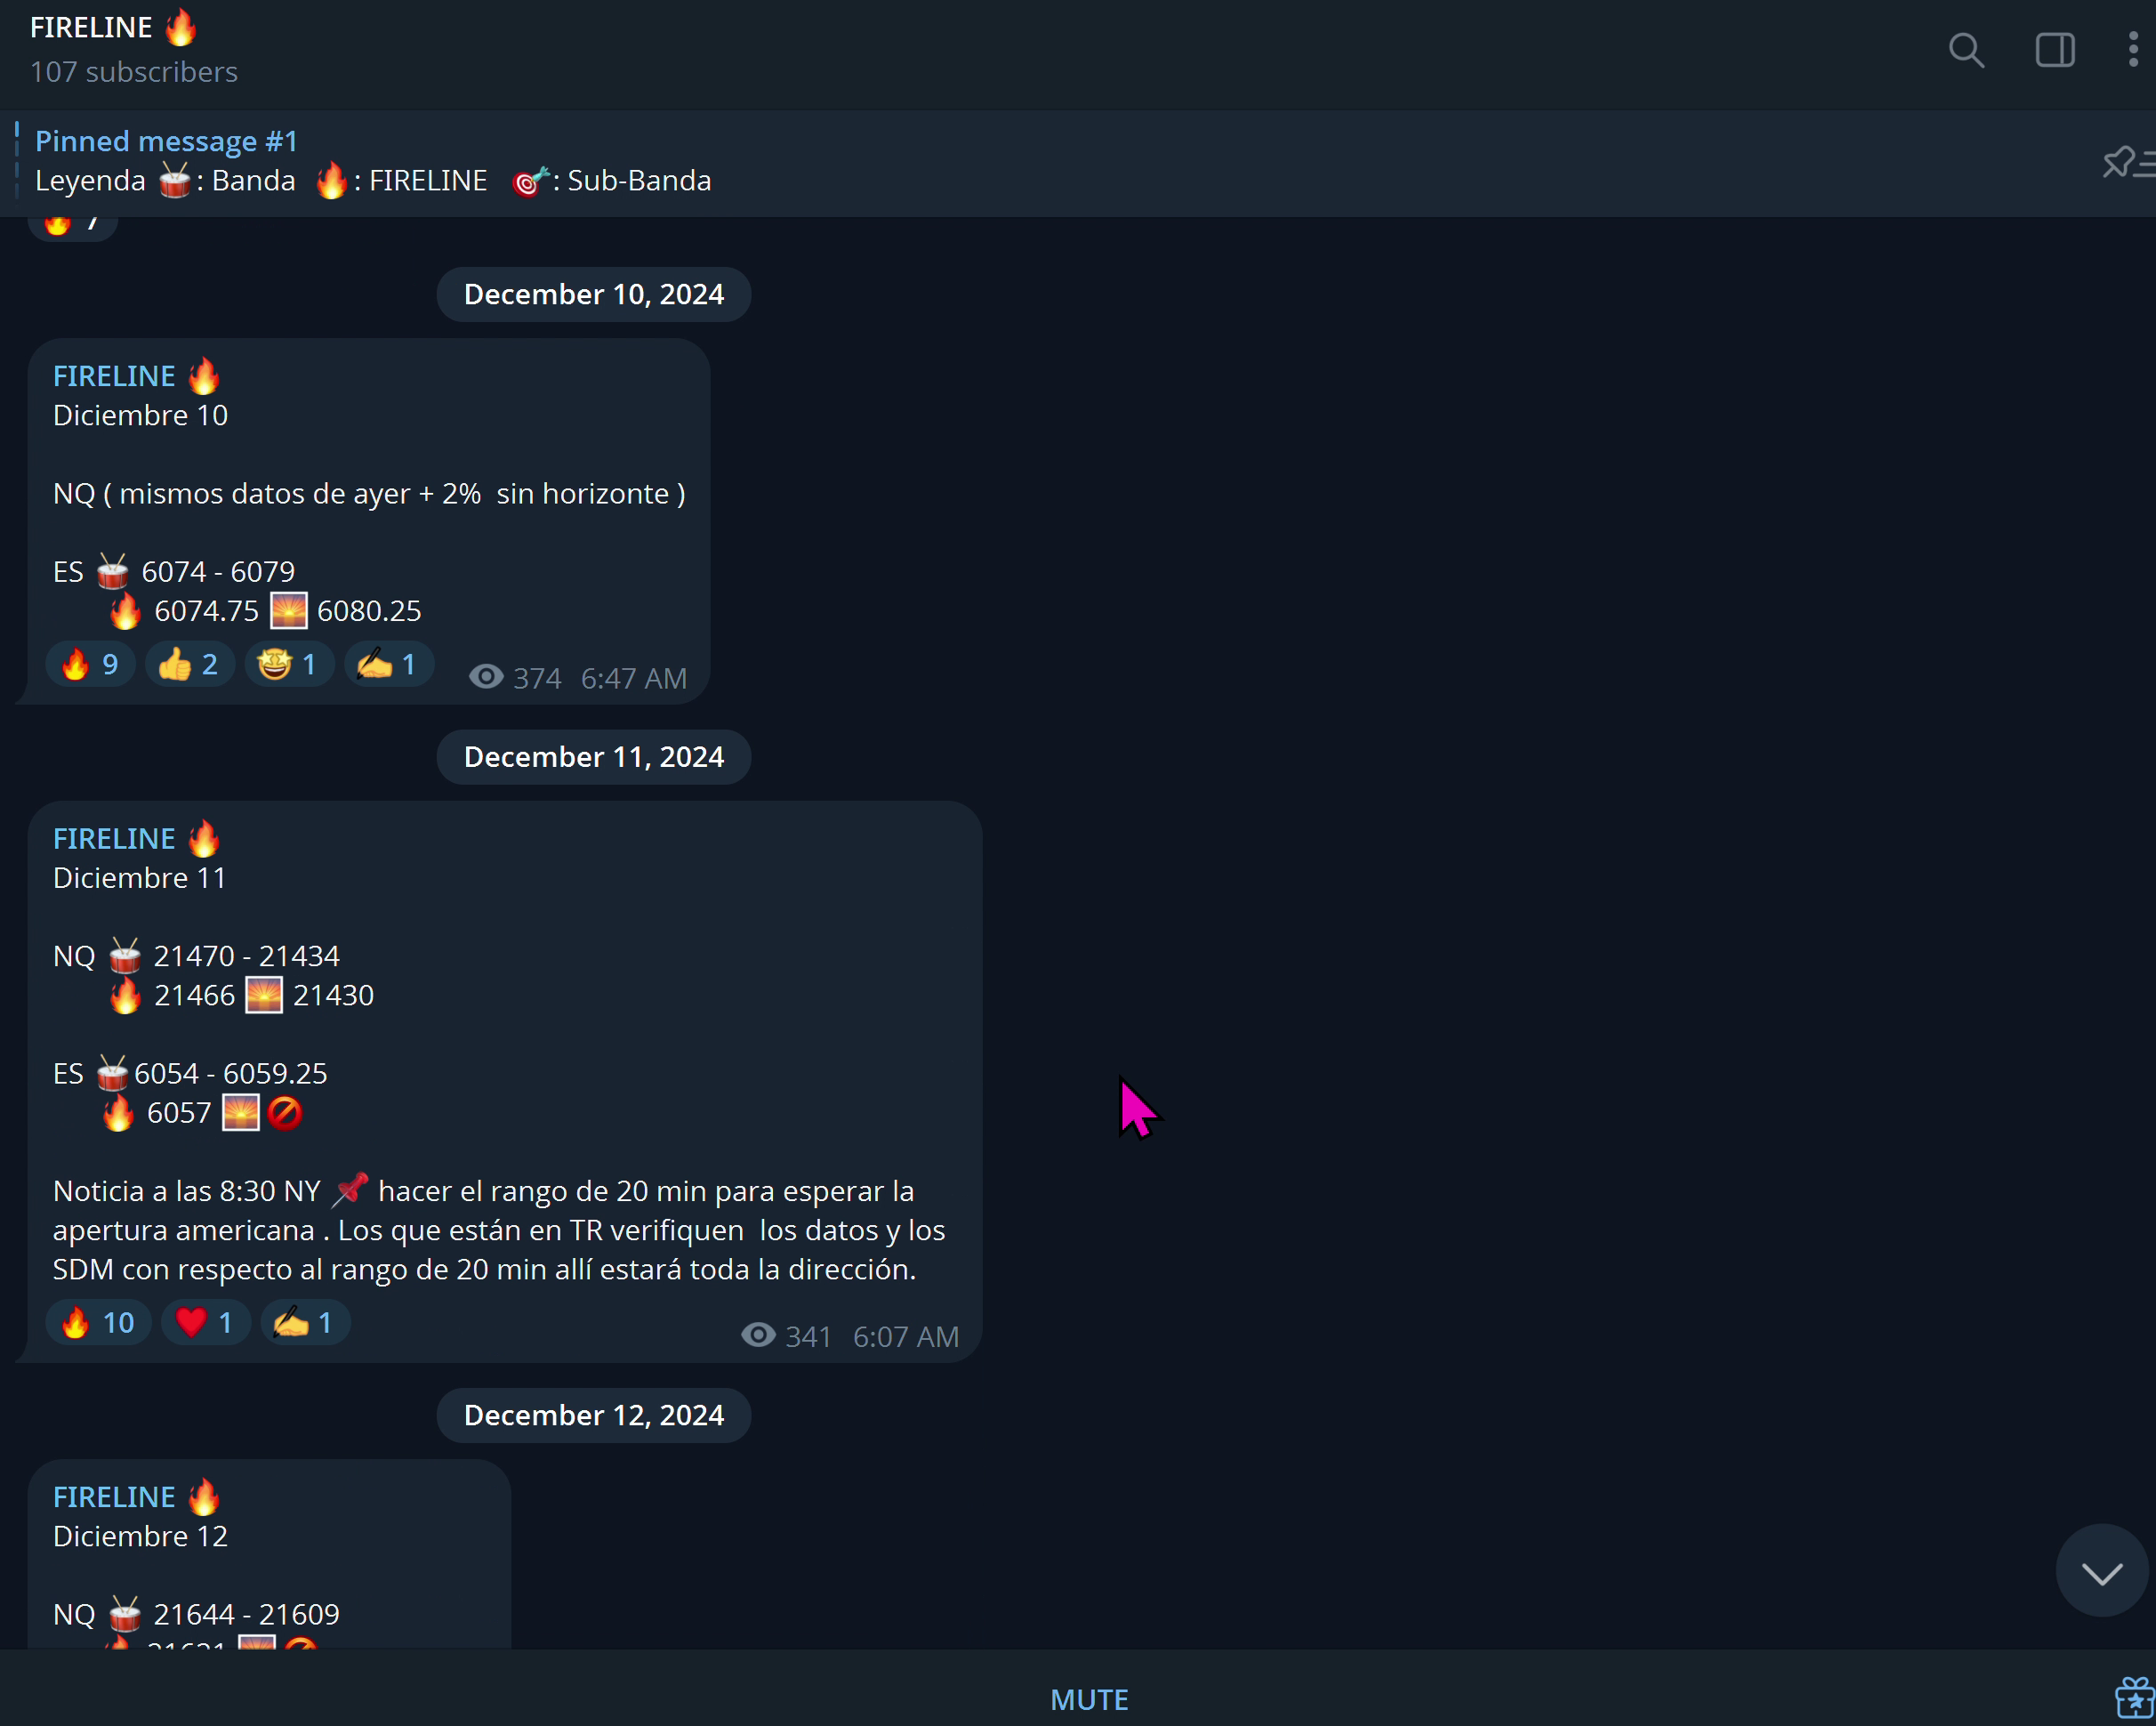 FIRELINE 🔥
107 subscribers
Pinned message #1
Leyenda 🥁: Banda 🔥: FIRELINE 🎯: Sub-Banda
🔥 7
December 10, 2024
FIRELINE 🔥
Diciembre 10
NQ ( mismos datos de ayer + 2% sin horizonte )
ES 🥁 6074 - 6079
🔥 6074.75 🌅 6080.25
🔥 9 👍 2 🤩 1 ✍ 1 374 6:47 AM
December 11, 2024
FIRELINE 🔥
Diciembre 11
NQ 🥁 21470 - 21434
🔥 21466 🌅 21430
ES 🥁6054 - 6059.25
🔥 6057 🌅🚫
Noticia a las 8:30 NY 📌 hacer el rango de 20 min para esperar la
apertura americana . Los que están en TR verifiquen los datos y los
SDM con respecto al rango de 20 min allí estará toda la dirección.
🔥 10 ❤ 1 ✍ 1 341 6:07 AM
December 12, 2024
FIRELINE 🔥
Diciembre 12
NQ 🥁 21644 - 21609
MUTE